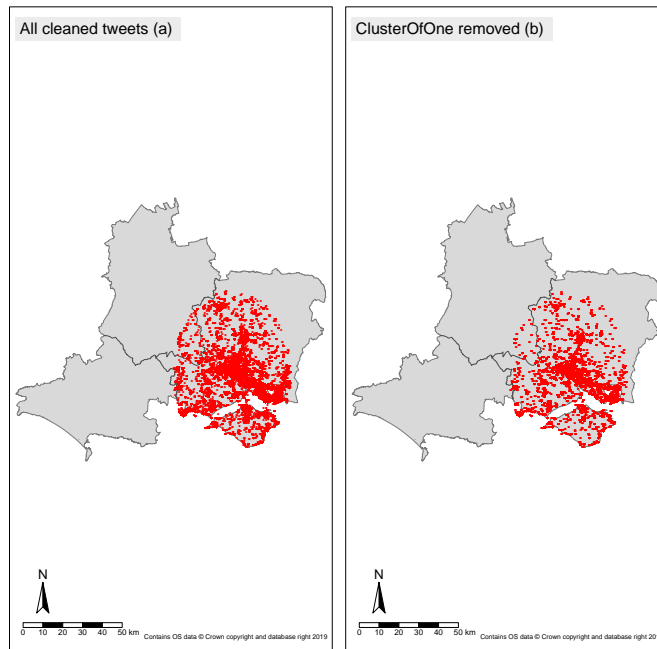 All cleaned tweets (a)
N
0 10 20 30 40 50 km
Contains OS data © Crown copyright and database right 2019
ClusterOfOne removed (b)
N
0 10 20 30 40 50 km
Contains OS data © Crown copyright and database right 20